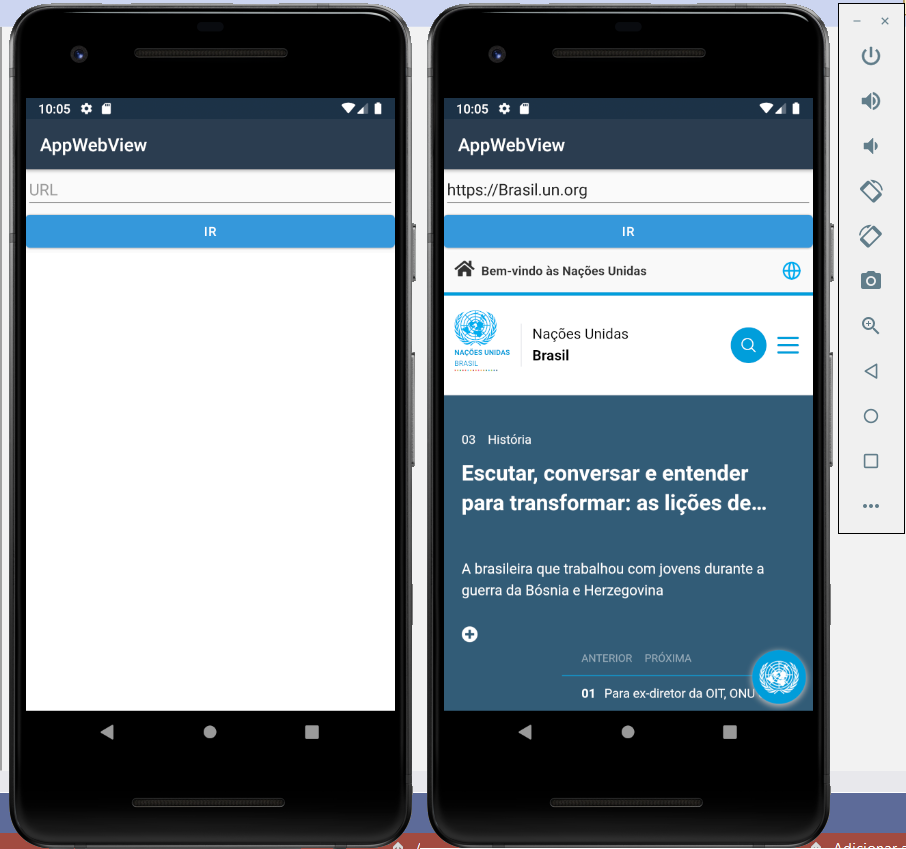 10:05
AppWebView
URL
IR
10:05
AppWebView
https://Brasil.un.org
IR
Bem-vindo às Nações Unidas
NAÇÕES UNIDAS
BRASIL
Nações Unidas
Brasil
03 História
Escutar, conversar e entender
para transformar: as lições de...
A brasileira que trabalhou com jovens durante a
guerra da Bósnia e Herzegovina
ANTERIOR PRÓXIMA
01 Para ex-diretor da OIT, ONU